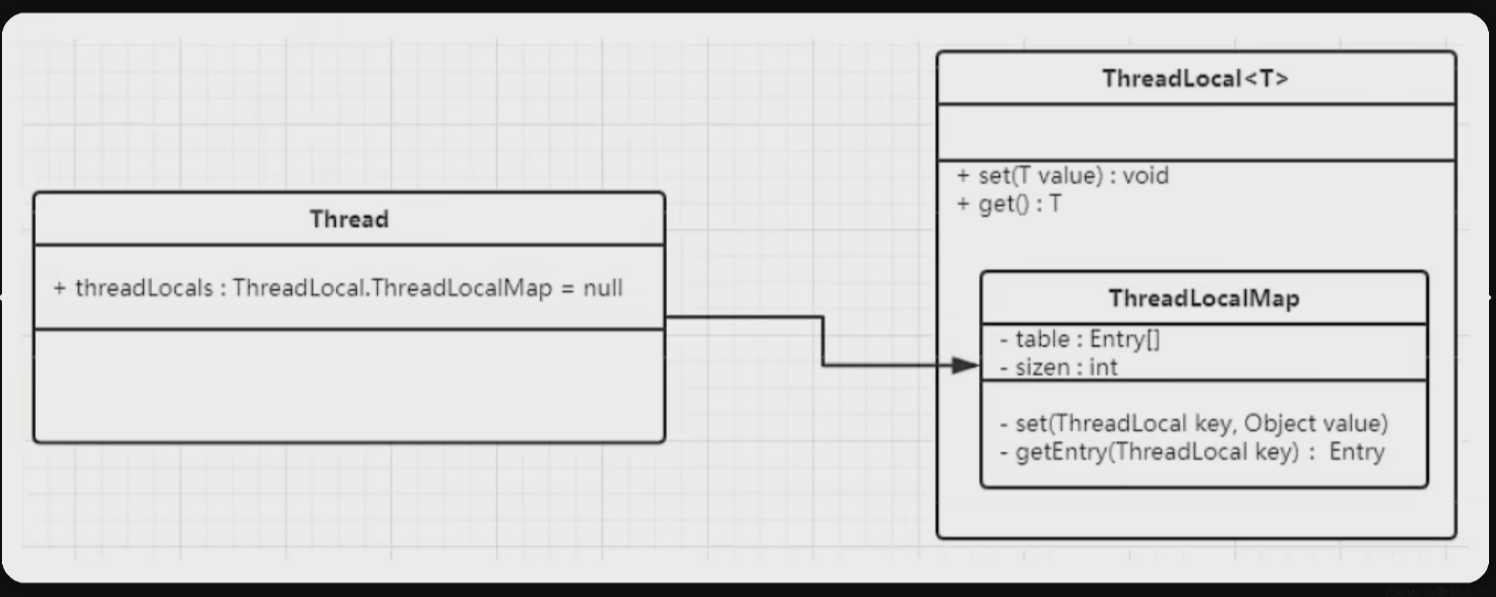 Thread
+ threadLocals : ThreadLocal.ThreadLocalMap = null
ThreadLocal<T>
+ set(T value) : void
+ get() : T
ThreadLocalMap
- table : Entry[]
- sizen : int
- set(ThreadLocal key, Object value)
- getEntry(ThreadLocal key) : Entry